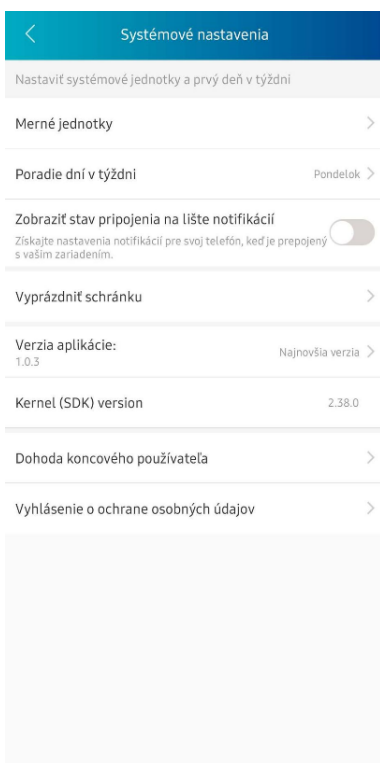 Systémové nastavenia
Nastaviť systémové jednotky a prvý deň v týždni
Merné jednotky
Poradie dní v týždni
Pondelok
Zobraziť stav pripojenia na lište notifikácií
Získajte nastavenia notifikácií pre svoj telefón, keď je prepojený
s vašim zariadením.
Vyprázdniť schránku
Verzia aplikácie:
1.0.3
Najnovšia verzia
Kernel (SDK) version
2.38.0
Dohoda koncového používateľa
Vyhlásenie o ochrane osobných údajov